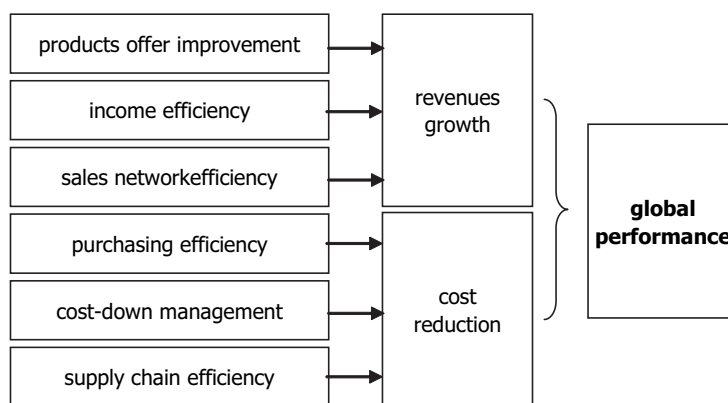 products offer improvement
income efficiency
sales networkefficiency
purchasing efficiency
cost-down management
supply chain efficiency
revenues
growth
cost
reduction
global
performance